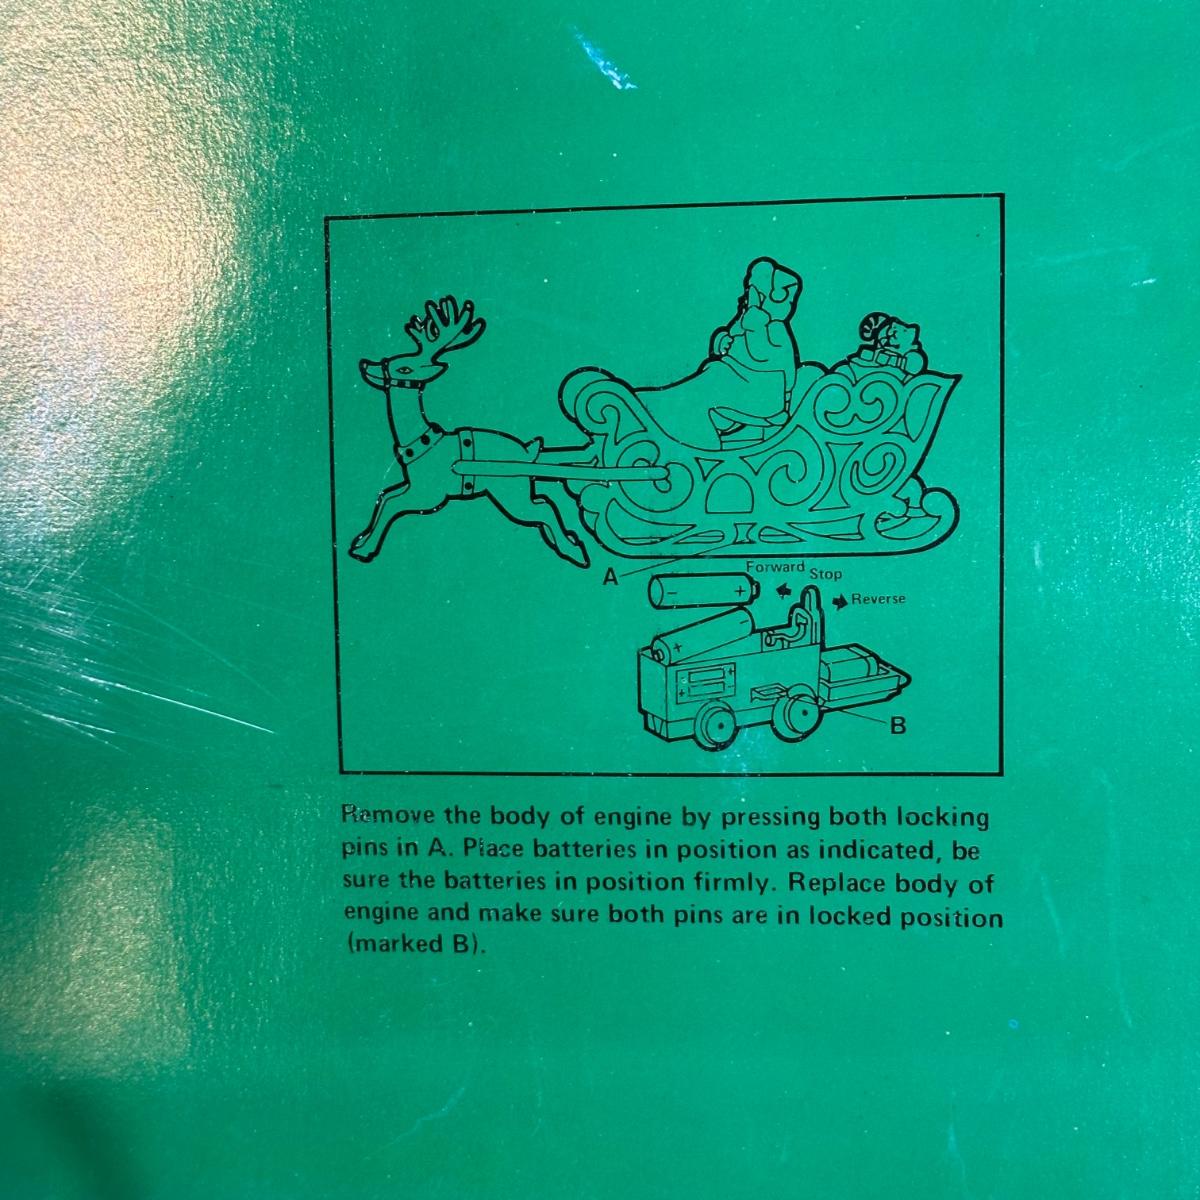 A
Forward
Stop
Reverse
- +
-
+
B
Remove the body of engine by pressing both locking
pins in A. Place batteries in position as indicated, be
sure the batteries in position firmly. Replace body of
engine and make sure both pins are in locked position
(marked B).